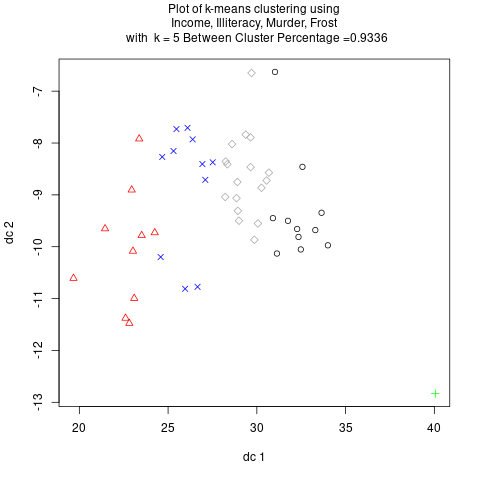 Plot of k-means clustering using
Income, Illiteracy, Murder, Frost
with k = 5 Between Cluster Percentage =0.9336
-7
-8
-9
-10
-11
-12
-13
dc 2
20 25 30 35 40
dc 1